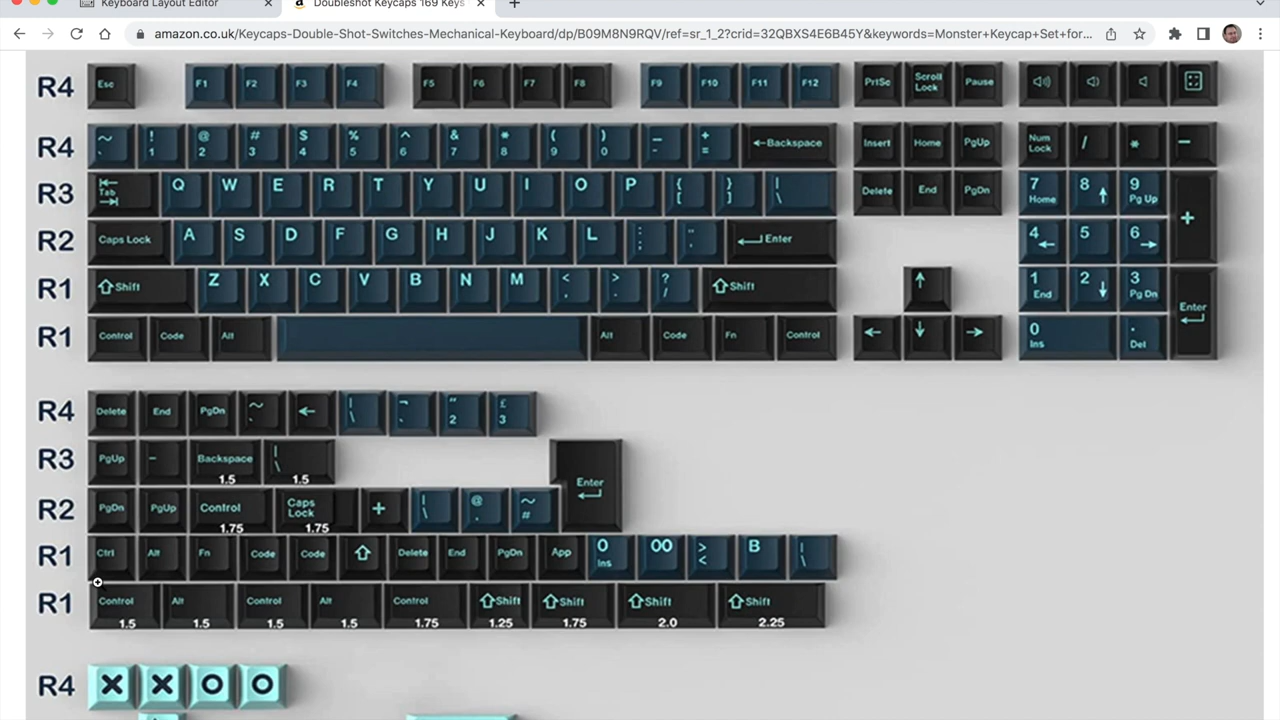 Keyboard Layout Editor × Doubleshot Keycaps 169 Keys × +
amazon.co.uk/Keycaps-Double-Shot-Switches-Mechanical-Keyboard/dp/B09M8N9RQV/ref=sr_1_2?crid=32QBXS4E6B45Y&keywords=Monster+Keycap+Set+for...
R4 Esc F1 F2 F3 F4 F5 F6 F7 F8 F9 F10 F11 F12 PrtSc Scroll Lock Pause
R4 ~ ` ! 1 @ 2 # 3 $ 4 % 5 ^ 6 & 7 * 8 ( 9 ) 0 _ - + = ←Backspace Insert Home PgUp Num Lock / * −
R3 Tab Q W E R T Y U I O P { [ } ] | \ Delete End PgDn 7 Home 8 ↑ 9 Pg Up +
R2 Caps Lock A S D F G H J K L : ; " ' Enter 4 ← 5 6 →
R1 ⇧Shift Z X C V B N M < , > . ? / ⇧Shift ↑ 1 End 2 ↓ 3 Pg Dn Enter
R1 Control Code Alt Alt Code Fn Control ← ↓ → 0 Ins . Del
R4 Delete End PgDn ~ ` ← | \ ¬ ` " 2 £ 3
R3 PgUp − Backspace 1.5 | \ 1.5 Enter
R2 PgDn PgUp Control 1.75 Caps Lock 1.75 + | \ @ ' ~ #
R1 Ctrl Alt Fn Code Code ⇧ Delete End PgDn App 0 Ins 00 > < B | \
R1 Control Alt Control Alt Control ⇧Shift ⇧Shift ⇧Shift ⇧Shift
1.5 1.5 1.5 1.5 1.75 1.25 1.75 2.0 2.25
R4 X X O O